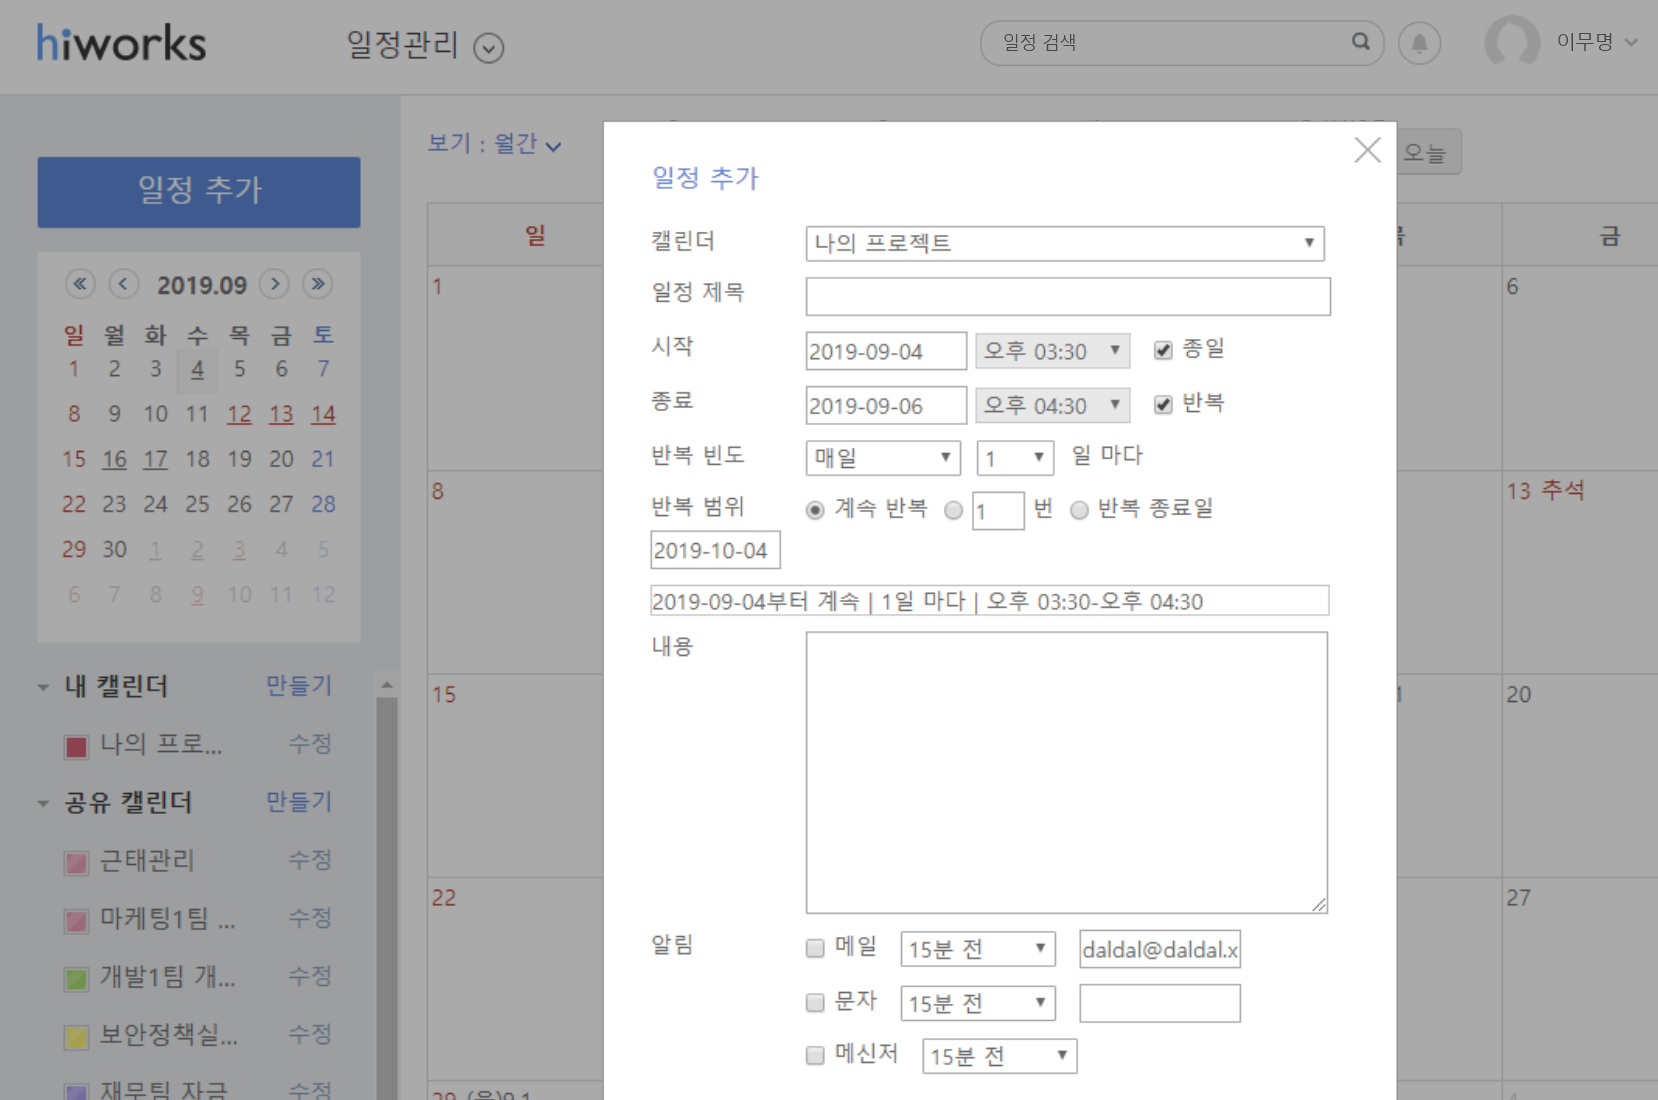 hiworks
일정관리
일정 검색
이무명
일정 추가
2019.09
일 월 화 수 목 금 토
1 2 3 4 5 6 7
8 9 10 11 12 13 14
15 16 17 18 19 20 21
22 23 24 25 26 27 28
29 30 1 2 3 4 5
6 7 8 9 10 11 12
내 캘린더 만들기
나의 프로... 수정
공유 캘린더 만들기
근태관리 수정
마케팅1팀 ... 수정
개발1팀 개... 수정
보안정책실... 수정
재무팀 자금 수정
보기 : 월간
오늘
일
금
1
6
8
13 추석
15
20
22
27
29 (음)9.1
일정 추가
캘린더 나의 프로젝트
일정 제목
시작 2019-09-04 오후 03:30 종일
종료 2019-09-06 오후 04:30 반복
반복 빈도 매일 1 일 마다
반복 범위 계속 반복 1 번 반복 종료일
2019-10-04
2019-09-04부터 계속 | 1일 마다 | 오후 03:30-오후 04:30
내용
알림 메일 15분 전 daldal@daldal.x
문자 15분 전
메신저 15분 전